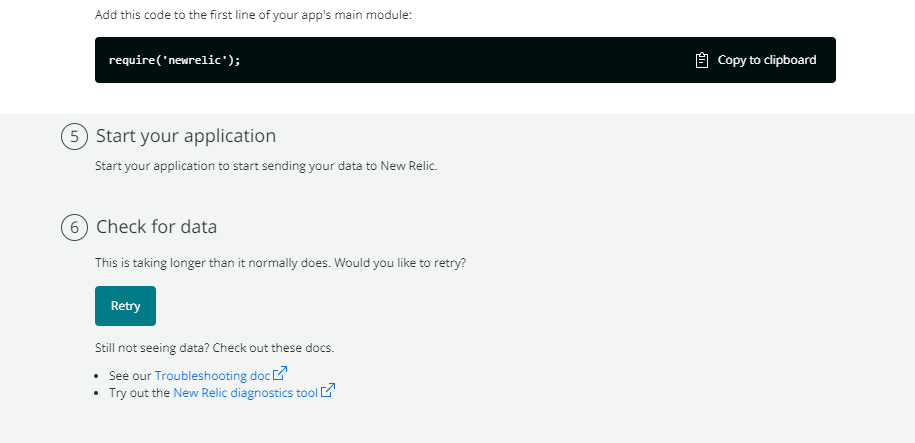 Add this code to the first line of your app's main module:
require('newrelic');
Copy to clipboard
5 Start your application
Start your application to start sending your data to New Relic.
6 Check for data
This is taking longer than it normally does. Would you like to retry?
Retry
Still not seeing data? Check out these docs.
• See our Troubleshooting doc
• Try out the New Relic diagnostics tool